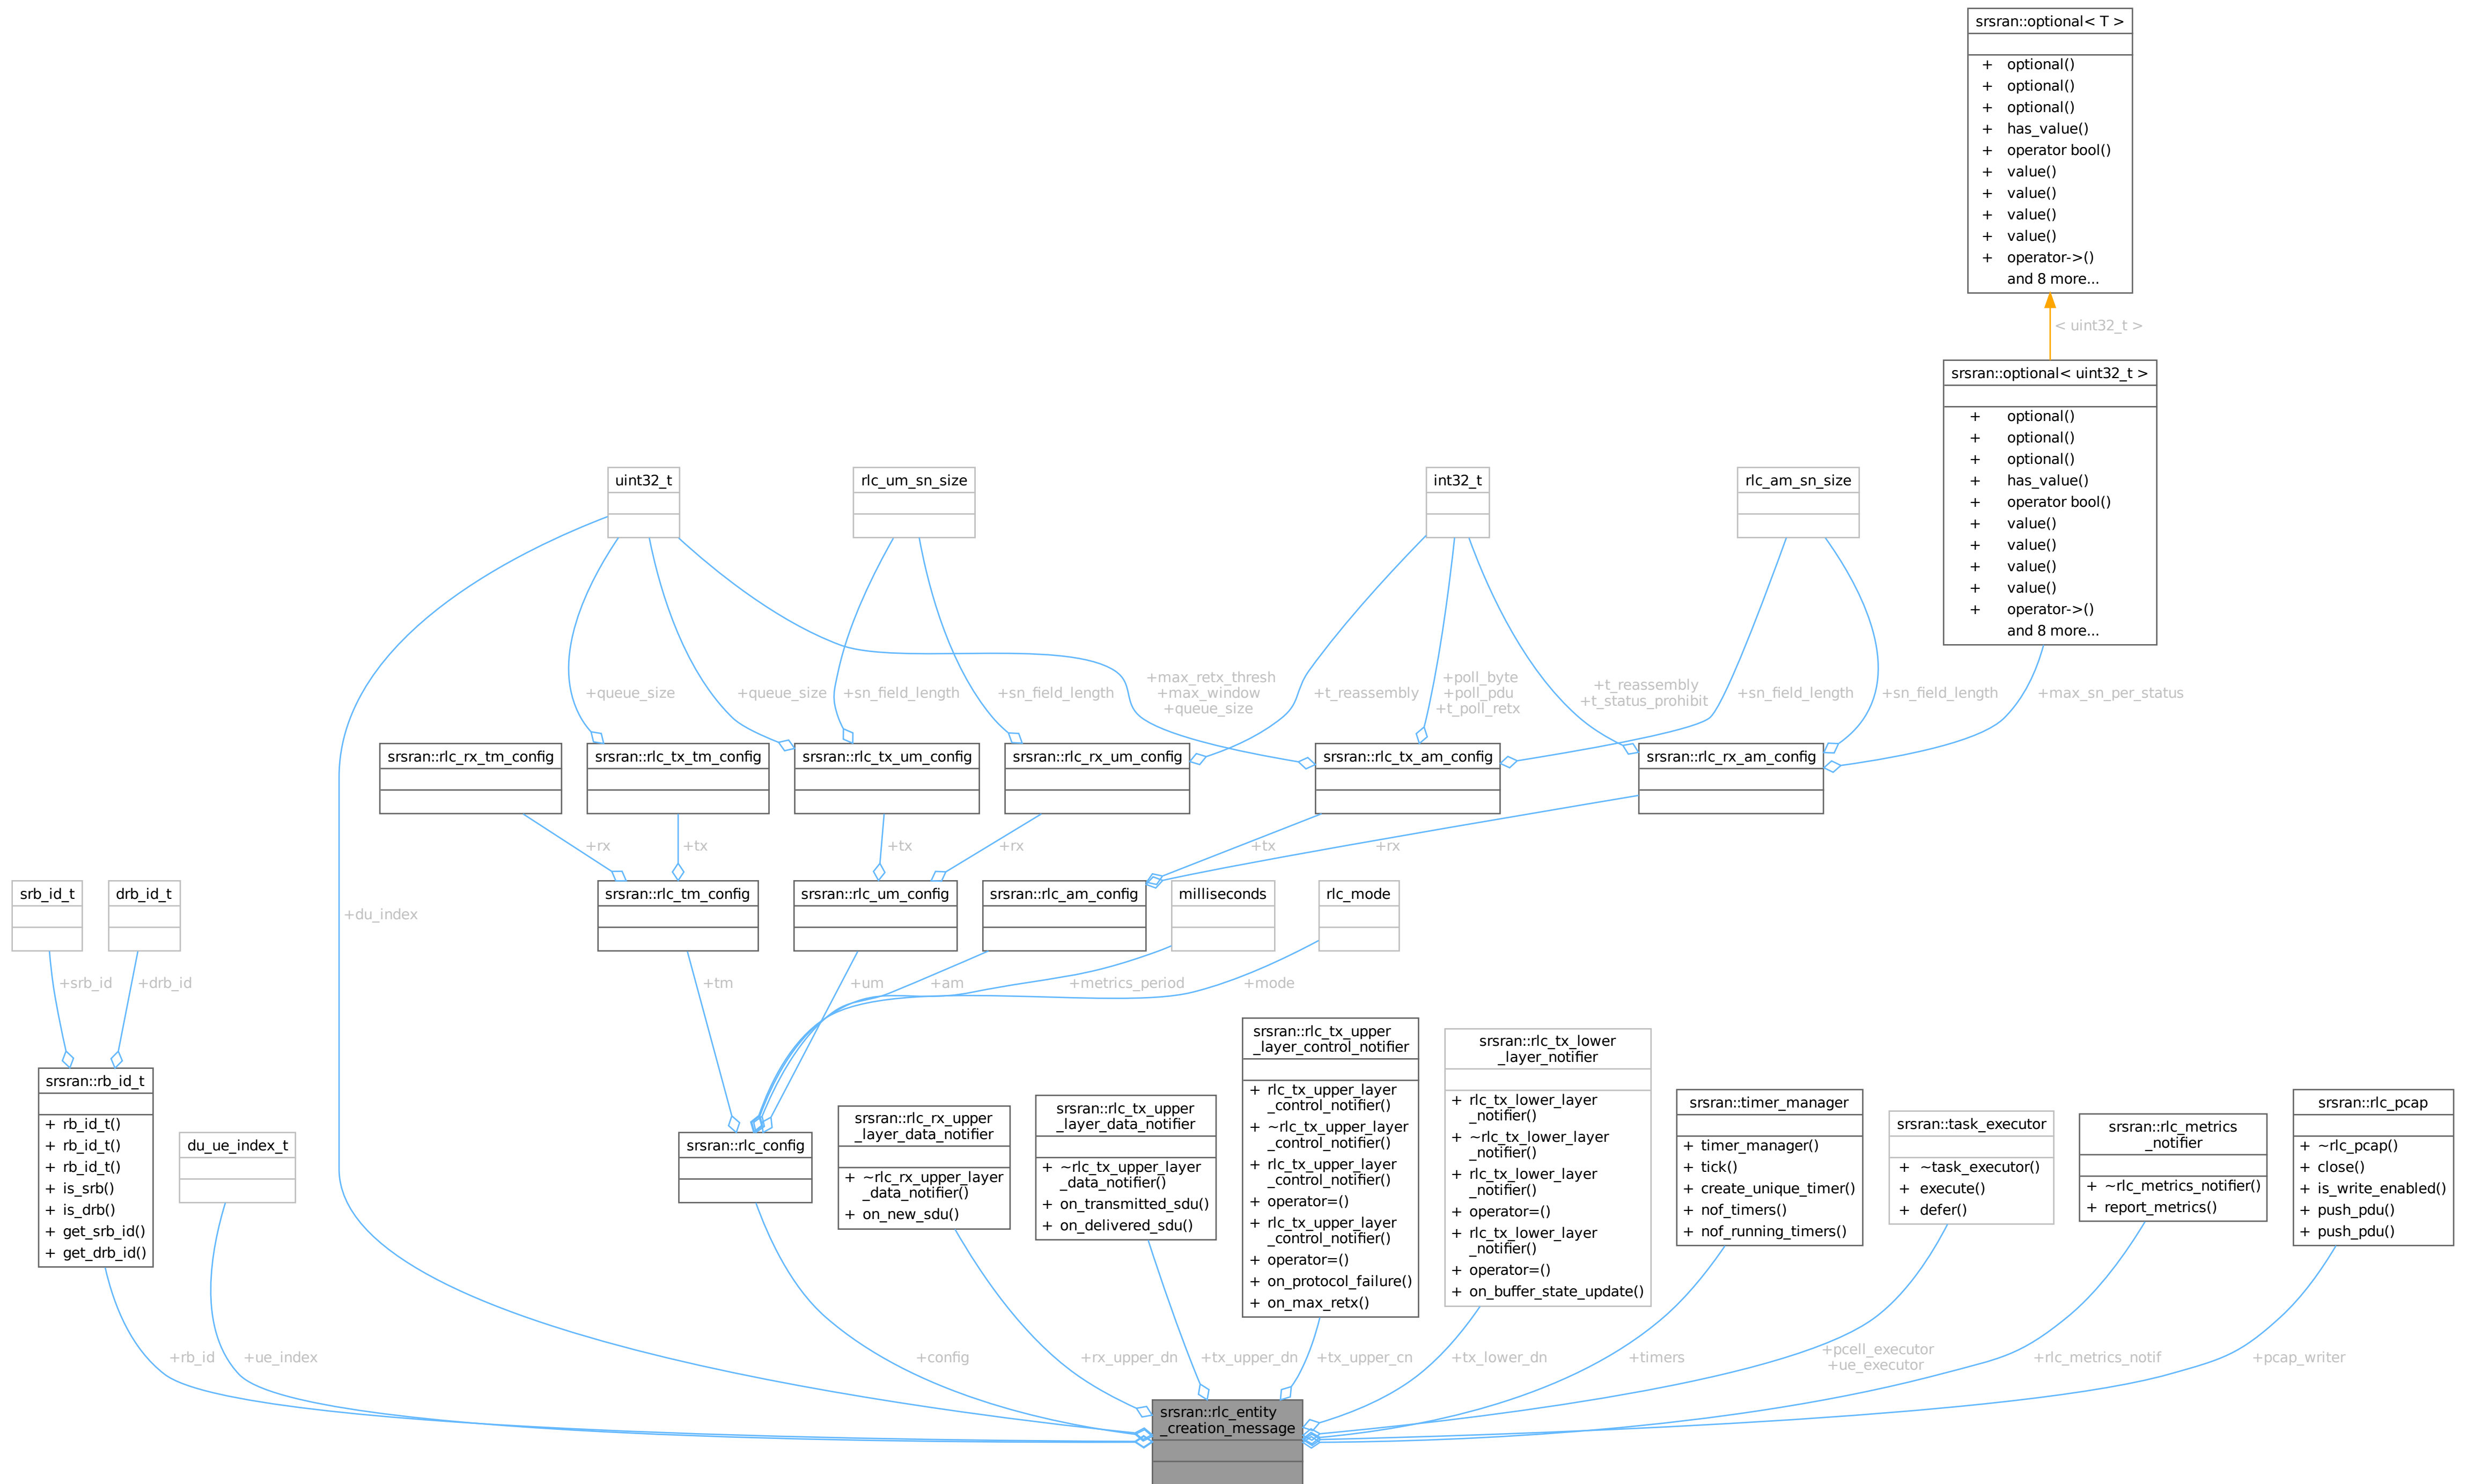 srsran::optional< T >
+ optional()
+ optional()
+ optional()
+ has_value()
+ operator bool()
+ value()
+ value()
+ value()
+ value()
+ operator->()
and 8 more...
< uint32_t >
srsran::optional< uint32_t >
+ optional()
+ optional()
+ optional()
+ has_value()
+ operator bool()
+ value()
+ value()
+ value()
+ value()
+ operator->()
and 8 more...
uint32_t
rlc_um_sn_size
int32_t
rlc_am_sn_size
+queue_size
+queue_size
+sn_field_length
+sn_field_length
+max_retx_thresh
+max_window
+queue_size
+t_reassembly
+poll_byte
+poll_pdu
+t_poll_retx
+t_reassembly
+t_status_prohibit
+sn_field_length
+sn_field_length
+max_sn_per_status
srsran::rlc_rx_tm_config
srsran::rlc_tx_tm_config
srsran::rlc_tx_um_config
srsran::rlc_rx_um_config
srsran::rlc_tx_am_config
srsran::rlc_rx_am_config
+rx
+tx
+tx
+rx
+tx
+rx
srb_id_t
drb_id_t
+du_index
srsran::rlc_tm_config
srsran::rlc_um_config
srsran::rlc_am_config
milliseconds
rlc_mode
+srb_id
+drb_id
+tm
+um
+am
+metrics_period
+mode
srsran::rb_id_t
+ rb_id_t()
+ rb_id_t()
+ rb_id_t()
+ is_srb()
+ is_drb()
+ get_srb_id()
+ get_drb_id()
du_ue_index_t
srsran::rlc_config
srsran::rlc_rx_upper
_layer_data_notifier
+ ~rlc_rx_upper_layer
_data_notifier()
+ on_new_sdu()
srsran::rlc_tx_upper
_layer_data_notifier
+ ~rlc_tx_upper_layer
_data_notifier()
+ on_transmitted_sdu()
+ on_delivered_sdu()
srsran::rlc_tx_upper
_layer_control_notifier
+ rlc_tx_upper_layer
_control_notifier()
+ ~rlc_tx_upper_layer
_control_notifier()
+ rlc_tx_upper_layer
_control_notifier()
+ operator=()
+ rlc_tx_upper_layer
_control_notifier()
+ operator=()
+ on_protocol_failure()
+ on_max_retx()
srsran::rlc_tx_lower
_layer_notifier
+ rlc_tx_lower_layer
_notifier()
+ ~rlc_tx_lower_layer
_notifier()
+ rlc_tx_lower_layer
_notifier()
+ operator=()
+ rlc_tx_lower_layer
_notifier()
+ operator=()
+ on_buffer_state_update()
srsran::timer_manager
+ timer_manager()
+ tick()
+ create_unique_timer()
+ nof_timers()
+ nof_running_timers()
srsran::task_executor
+ ~task_executor()
+ execute()
+ defer()
srsran::rlc_metrics
_notifier
+ ~rlc_metrics_notifier()
+ report_metrics()
srsran::rlc_pcap
+ ~rlc_pcap()
+ close()
+ is_write_enabled()
+ push_pdu()
+ push_pdu()
+rb_id
+ue_index
+config
+rx_upper_dn
+tx_upper_dn
+tx_upper_cn
+tx_lower_dn
+timers
+pcell_executor
+ue_executor
+rlc_metrics_notif
+pcap_writer
srsran::rlc_entity
_creation_message